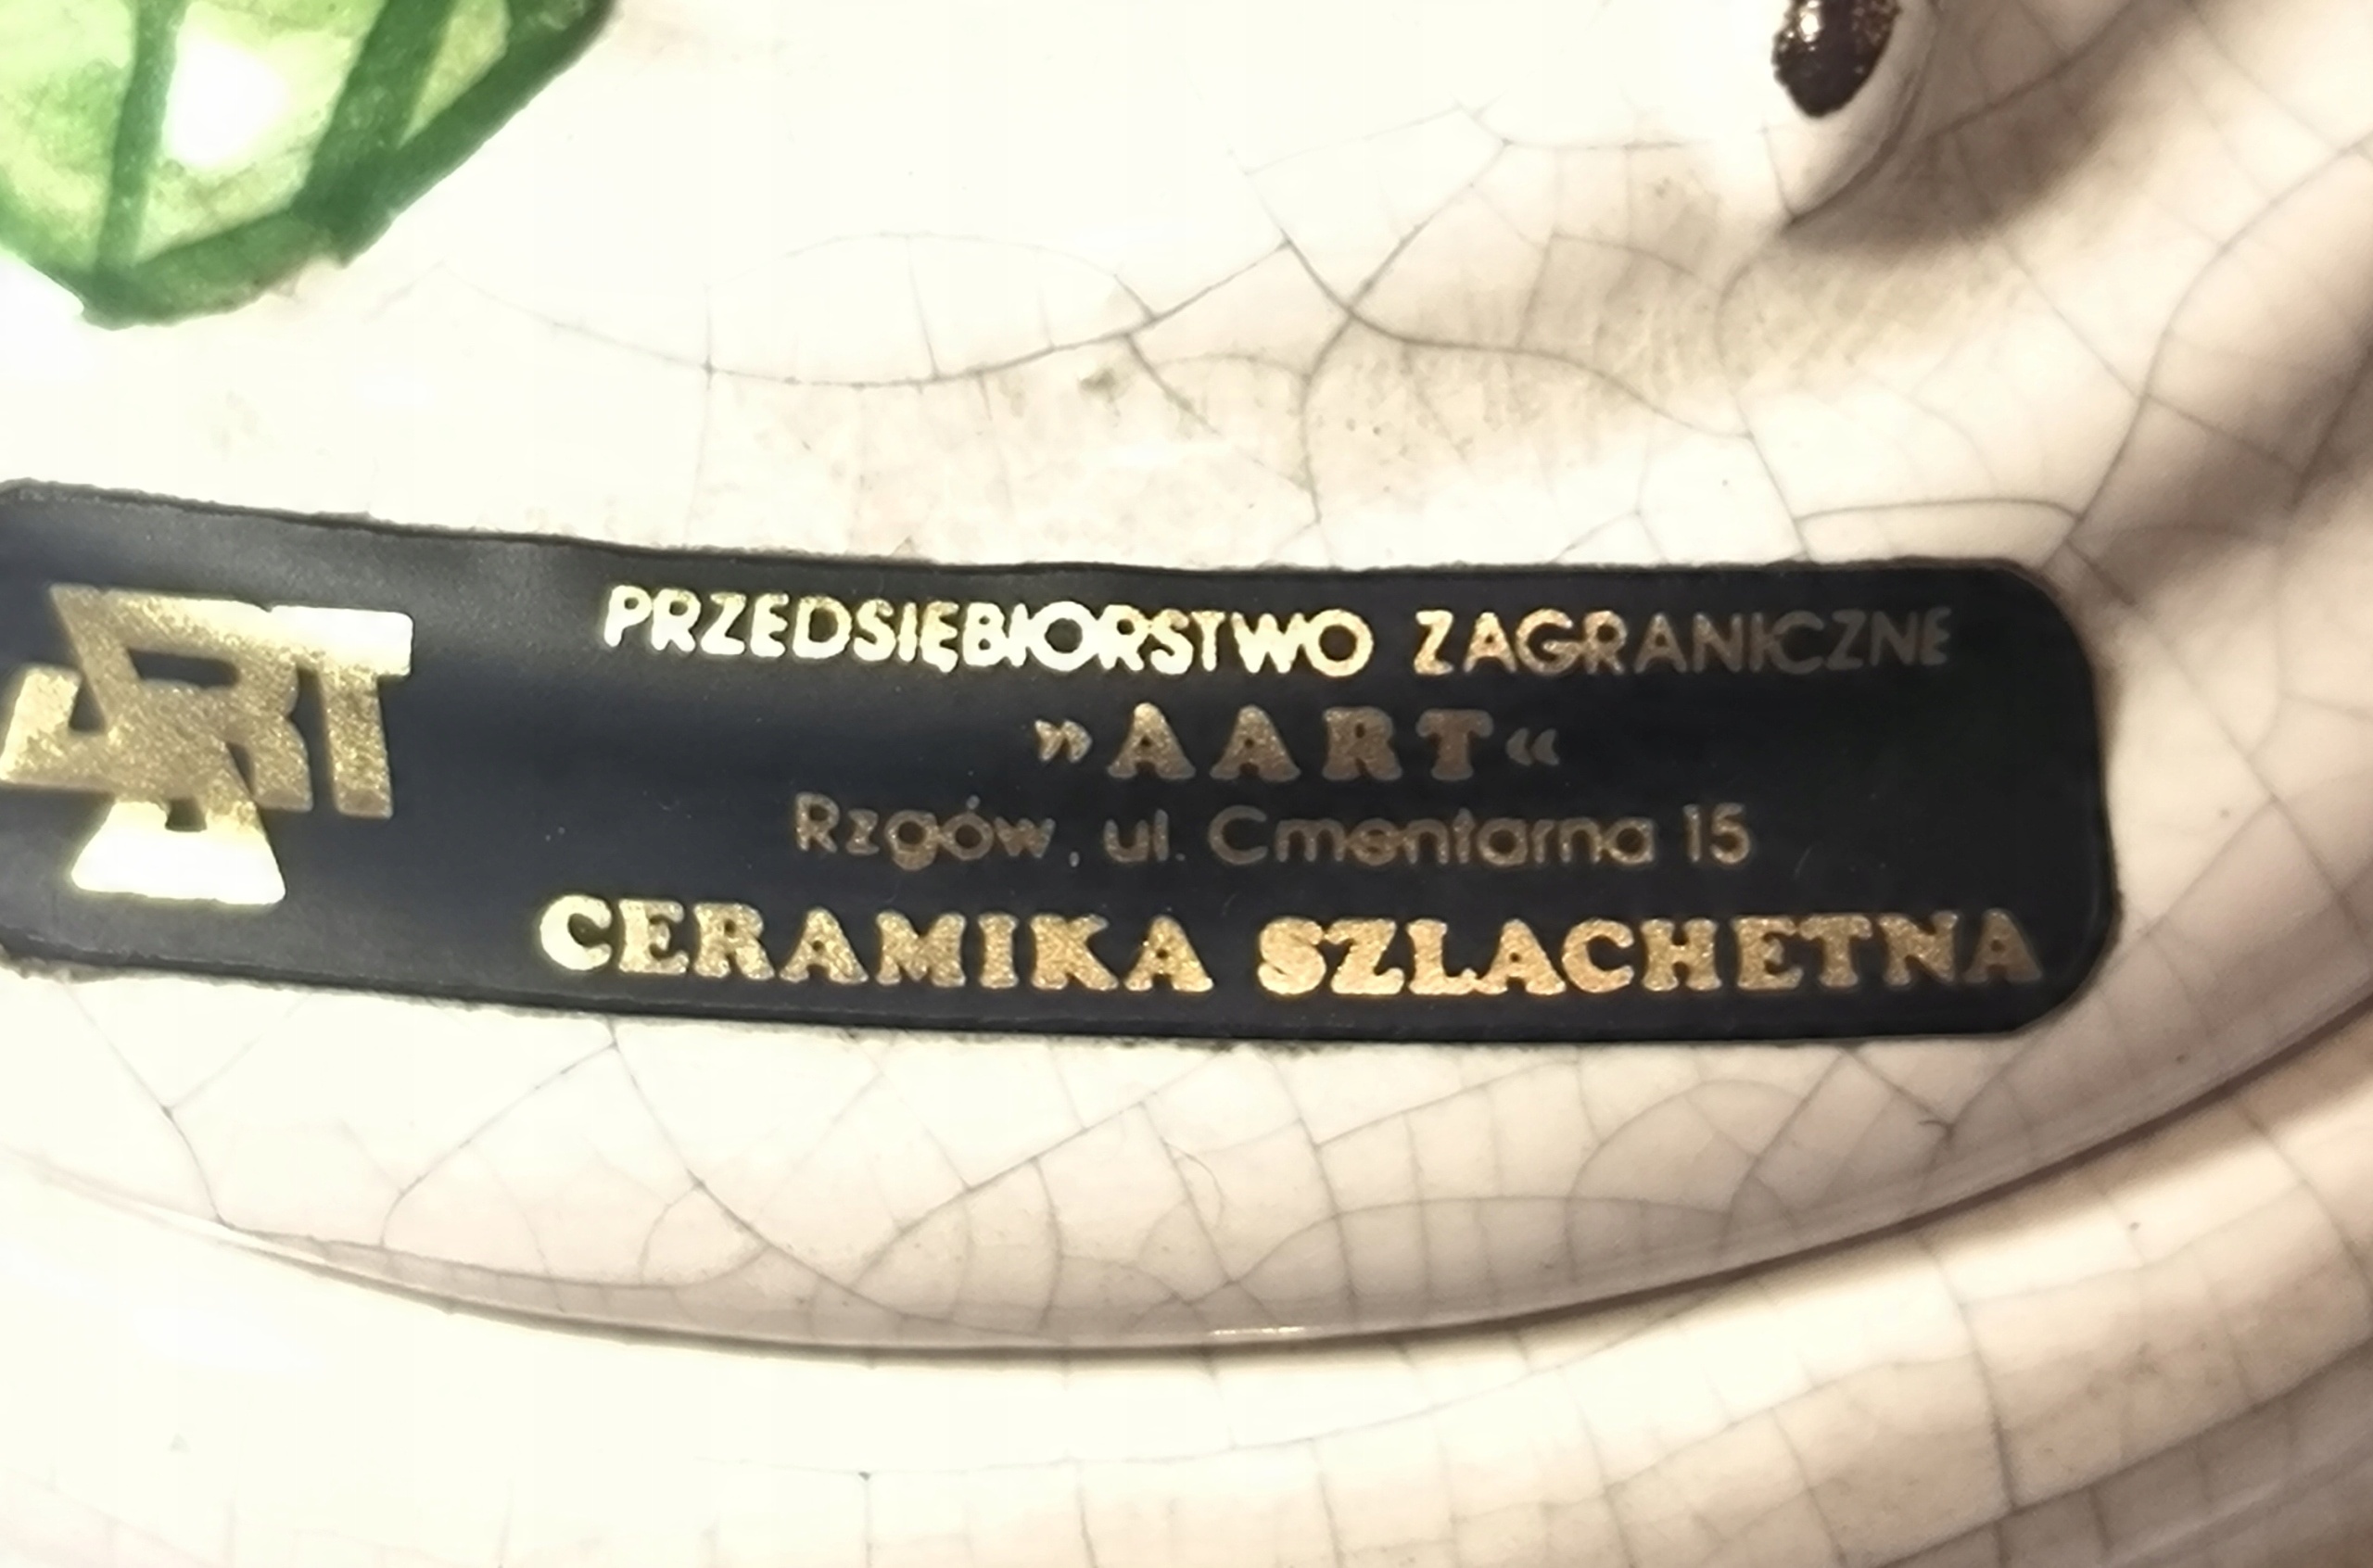 AART
PRZEDSIĘBIORSTWO ZAGRANICZNE
»AART«
Rzgów, ul. Cmentarna 15
CERAMIKA SZLACHETNA